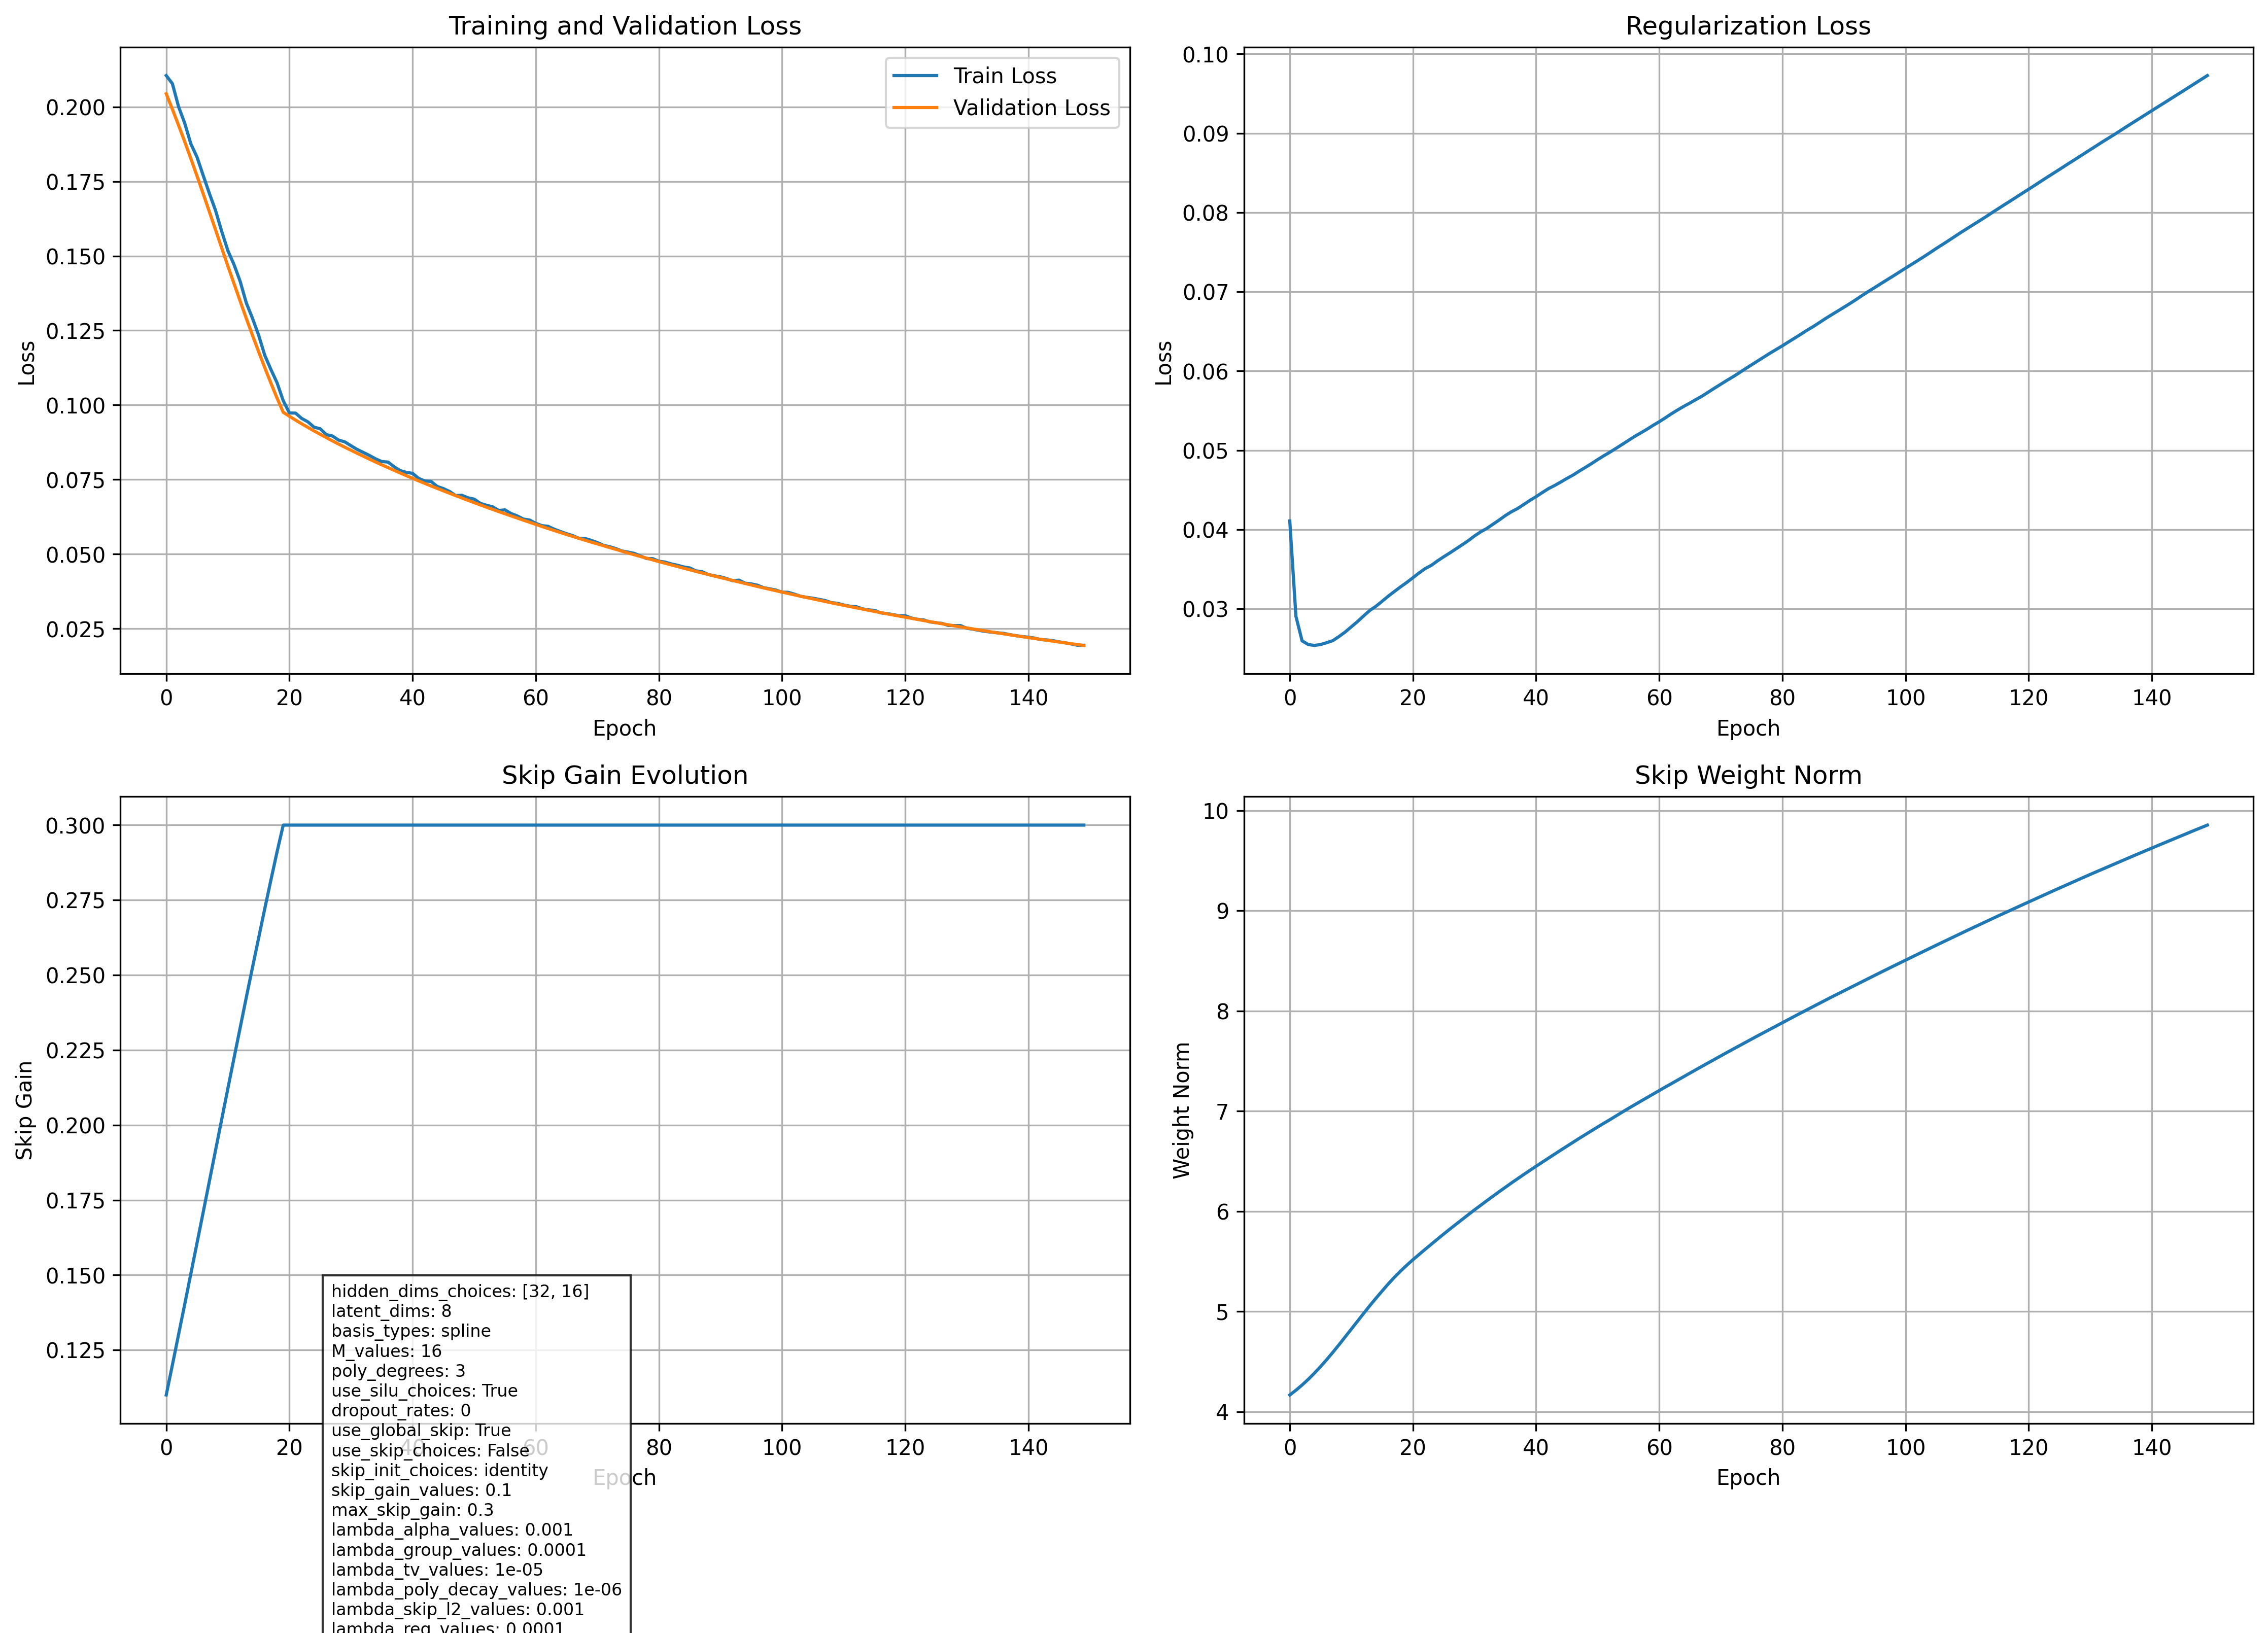 Training and Validation Loss
Loss
0.200
0.175
0.150
0.125
0.100
0.075
0.050
0.025
Train Loss
Validation Loss
0 20 40 60 80 100 120 140
Epoch
Regularization Loss
Loss
0.10
0.09
0.08
0.07
0.06
0.05
0.04
0.03
0 20 40 60 80 100 120 140
Epoch
Skip Gain Evolution
Skip Gain
0.300
0.275
0.250
0.225
0.200
0.175
0.150
0.125
0 20 40 60 80 100 120 140
Epoch
hidden_dims_choices: [32, 16]
latent_dims: 8
basis_types: spline
M_values: 16
poly_degrees: 3
use_silu_choices: True
dropout_rates: 0
use_global_skip: True
use_skip_choices: False
skip_init_choices: identity
skip_gain_values: 0.1
max_skip_gain: 0.3
lambda_alpha_values: 0.001
lambda_group_values: 0.0001
lambda_tv_values: 1e-05
lambda_poly_decay_values: 1e-06
lambda_skip_l2_values: 0.001
lambda_reg_values: 0.0001
Skip Weight Norm
Weight Norm
10
9
8
7
6
5
4
0 20 40 60 80 100 120 140
Epoch